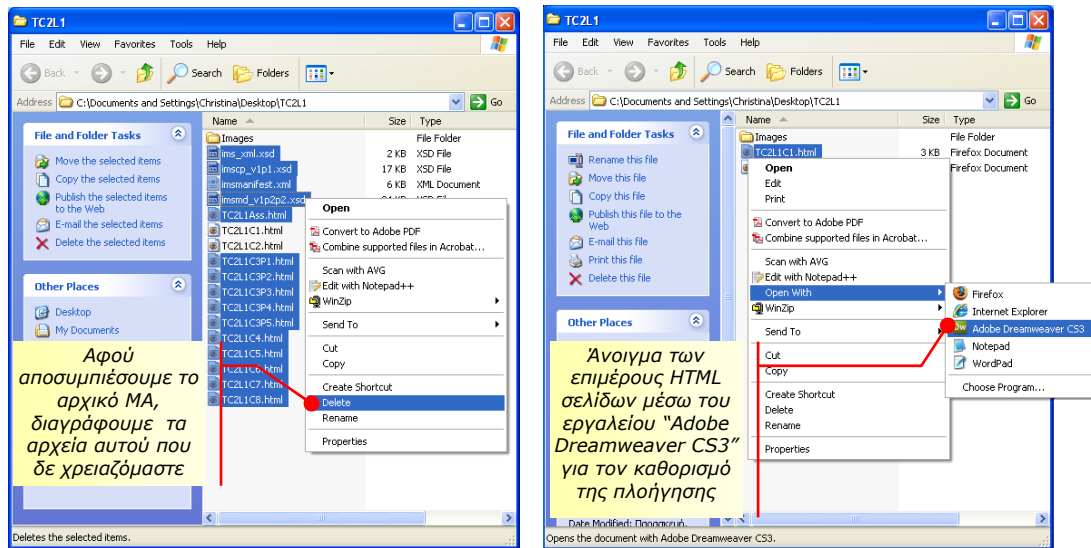 TC2L1
File Edit View Favorites Tools Help
Back Search Folders
Address C:\Documents and Settings\Christina\Desktop\TC2L1 Go
File and Folder Tasks
Move the selected items
Copy the selected items
Publish the selected items
to the Web
E-mail the selected items
Delete the selected items
Other Places
Desktop
My Documents
Name Size Type
Images File Folder
ims_xml.xsd 2 KB XSD File
imscp_v1p1.xsd 17 KB XSD File
imsmanifest.xml 6 KB XML Document
imsmd_v1p2p2.xsd
TC2L1Ass.html
TC2L1C1.html
TC2L1C2.html
TC2L1C3P1.html
TC2L1C3P2.html
TC2L1C3P3.html
TC2L1C3P4.html
TC2L1C3P5.html
TC2L1C4.html
TC2L1C5.html
TC2L1C6.html
TC2L1C7.html
TC2L1C8.html
Open
Convert to Adobe PDF
Combine supported files in Acrobat...
Scan with AVG
Edit with Notepad++
WinZip
Send To
Cut
Copy
Create Shortcut
Delete
Rename
Properties
Αφού
αποσυμπιέσουμε το
αρχικό ΜΑ,
διαγράφουμε τα
αρχεία αυτού που
δε χρειαζόμαστε
Deletes the selected items.
TC2L1
File Edit View Favorites Tools Help
Back Search Folders
Address C:\Documents and Settings\Christina\Desktop\TC2L1 Go
File and Folder Tasks
Rename this file
Move this file
Copy this file
Publish this file to the
Web
E-mail this file
Print this file
Delete this file
Other Places
Name Size Type
Images File Folder
TC2L1C1.html 3 KB Firefox Document
Firefox Document
Open
Edit
Print
Convert to Adobe PDF
Combine supported files in Acrobat...
Scan with AVG
Edit with Notepad++
Open With
WinZip
Send To
Cut
Copy
Create Shortcut
Delete
Rename
Properties
Firefox
Internet Explorer
Adobe Dreamweaver CS3
Notepad
WordPad
Choose Program...
Άνοιγμα των
επιμέρους HTML
σελίδων μέσω του
εργαλείου “Adobe
Dreamweaver CS3”
για τον καθορισμό
της πλοήγησης
Date Modified:
Opens the document with Adobe Dreamweaver CS3.